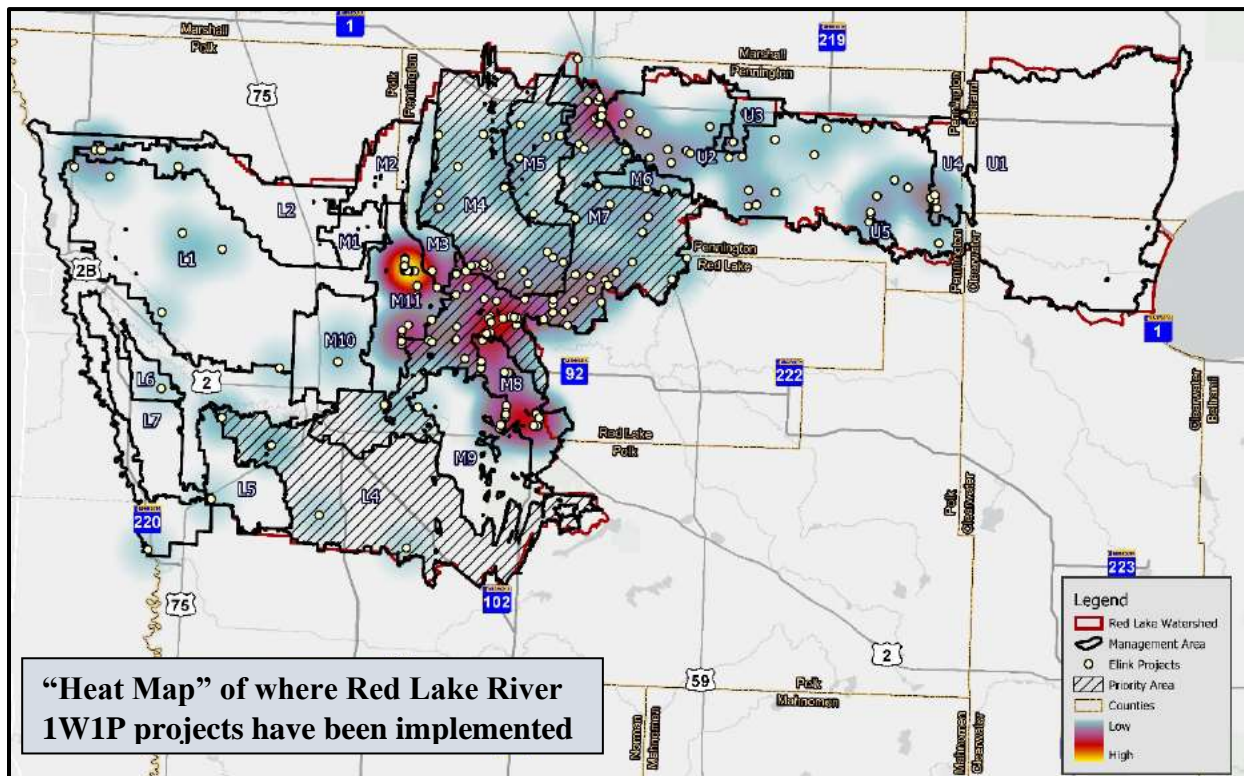 Marshall
Polk
1
219
Marshall
Pennington
75
Polk
Pennington
Pennington
Beltrami
U3
M2
M5
U2
U4
U1
M6
M4
L2
M7
M1
U5
M3
L1
Pennington
Red Lake
Pennington
Clearwater
2B
M11
1
M10
92
222
M8
L6
2
Clearwater
Beltrami
L7
Red Lake
Polk
M9
L5
L4
Polk
Clearwater
220
223
75
102
Legend
Red Lake Watershed
Management Area
Elink Projects
Priority Area
Counties
Low
High
2
59
Polk
Mahnomen
Norman
Mahnomen
Mahnomen
Clearwater
“Heat Map” of where Red Lake River
1W1P projects have been implemented